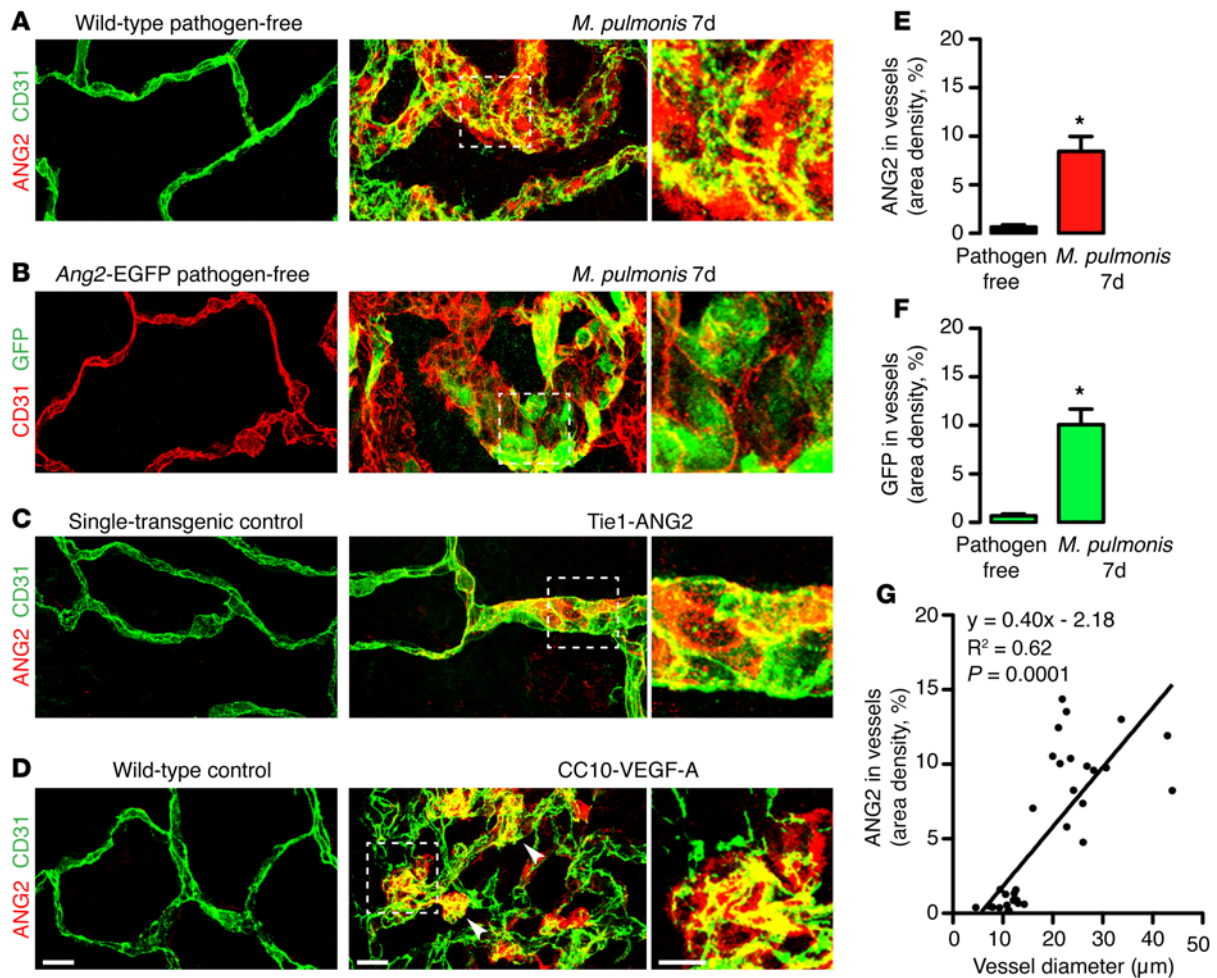 A
Wild-type pathogen-free
M. pulmonis 7d
ANG2 CD31
B
Ang2-EGFP pathogen-free
M. pulmonis 7d
CD31 GFP
C
Single-transgenic control
Tie1-ANG2
ANG2 CD31
D
Wild-type control
CC10-VEGF-A
ANG2 CD31
E
ANG2 in vessels
(area density, %)
20
15
10
5
0
*
Pathogen
free
M. pulmonis
7d
F
GFP in vessels
(area density, %)
20
15
10
5
0
*
Pathogen
free
M. pulmonis
7d
G
y = 0.40x - 2.18
R² = 0.62
P = 0.0001
ANG2 in vessels
(area density, %)
20
15
10
5
0
0 10 20 30 40 50
Vessel diameter (µm)